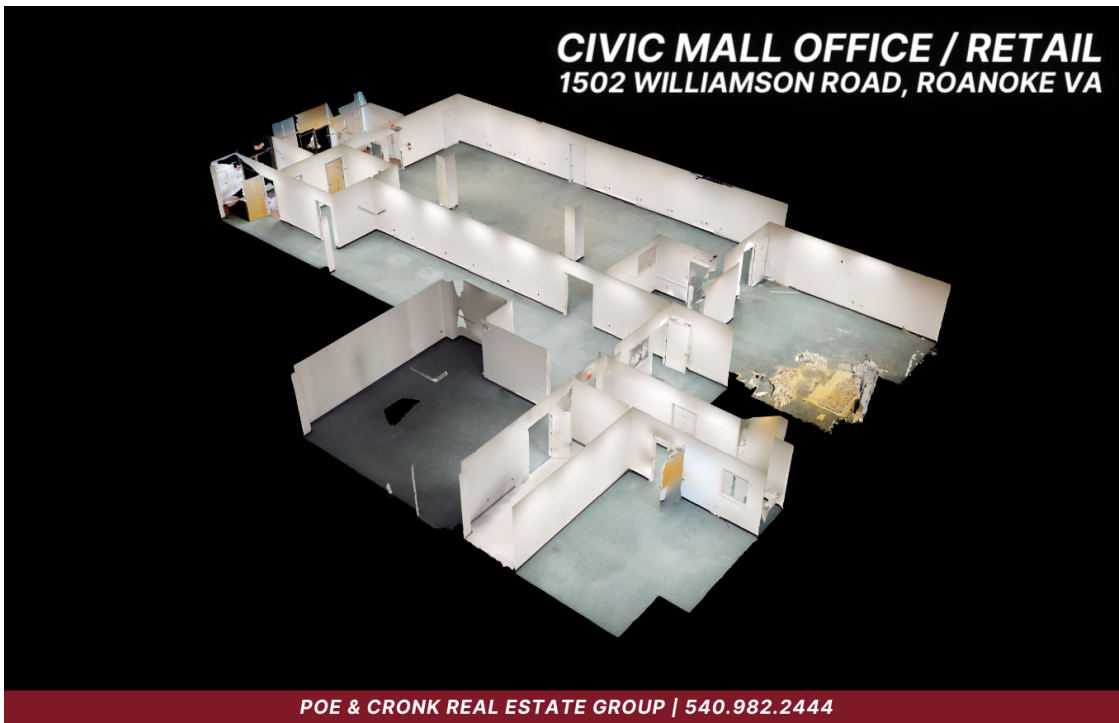 CIVIC MALL OFFICE / RETAIL
1502 WILLIAMSON ROAD, ROANOKE VA
POE & CRONK REAL ESTATE GROUP | 540.982.2444